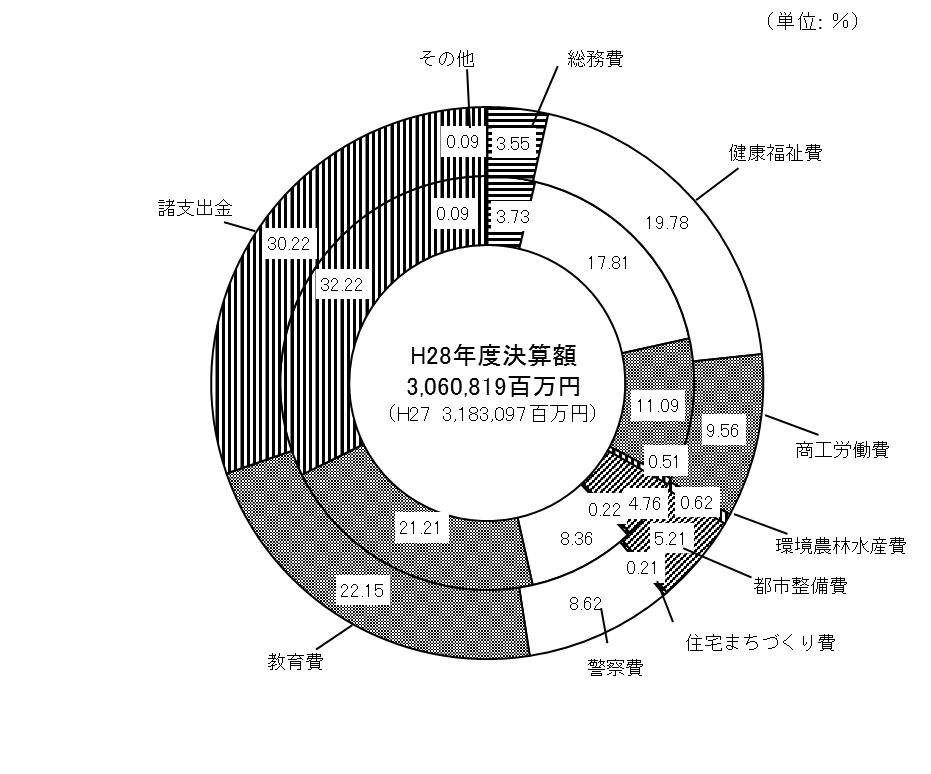 （単位: %）
その他
総務費
0.09
3.55
健康福祉費
諸支出金
0.09
3.73
19.78
30.22
17.81
32.22
H28年度決算額
3,060,819百万円
（H27 3,183,097百万円）
11.09
9.56
商工労働費
0.51
4.76
0.62
0.22
21.21
8.36
5.21
環境農林水産費
0.21
都市整備費
22.15
8.62
住宅まちづくり費
教育費
警察費